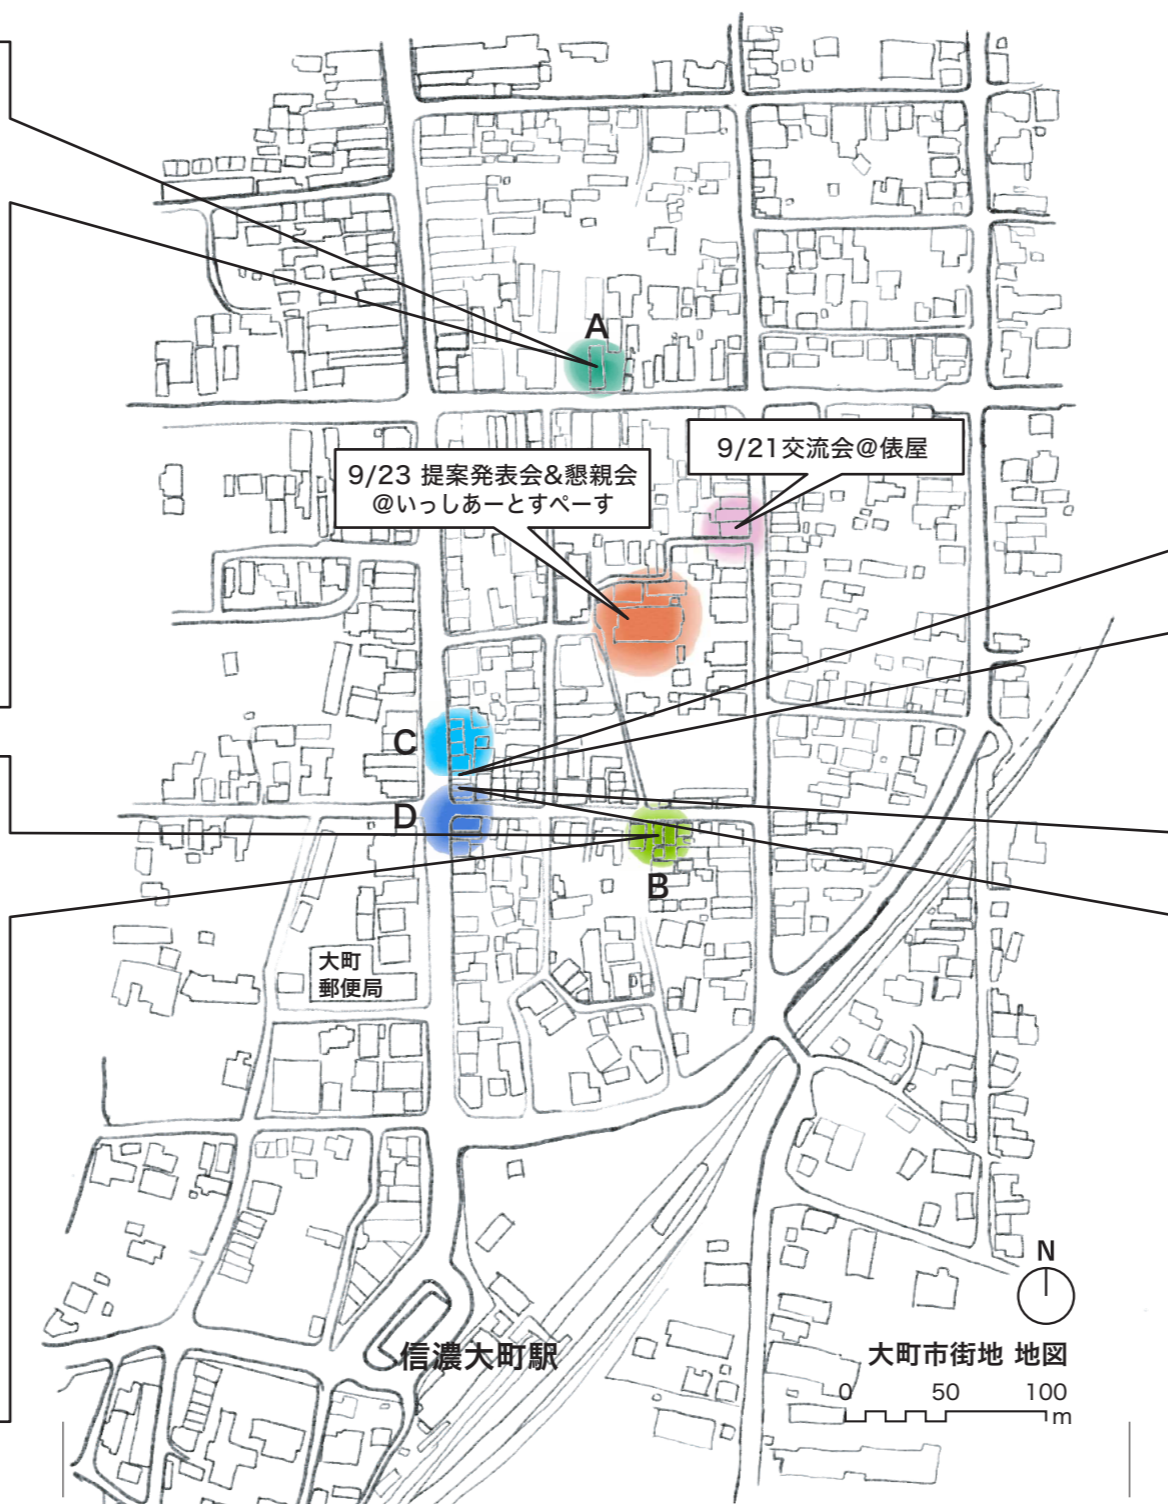 A
9/21交流会@俵屋
9/23 提案発表会&懇親会
@いっしあーとすぺーす
C
D
B
大町
郵便局
N
信濃大町駅
大町市街地 地図
0 50 100
m